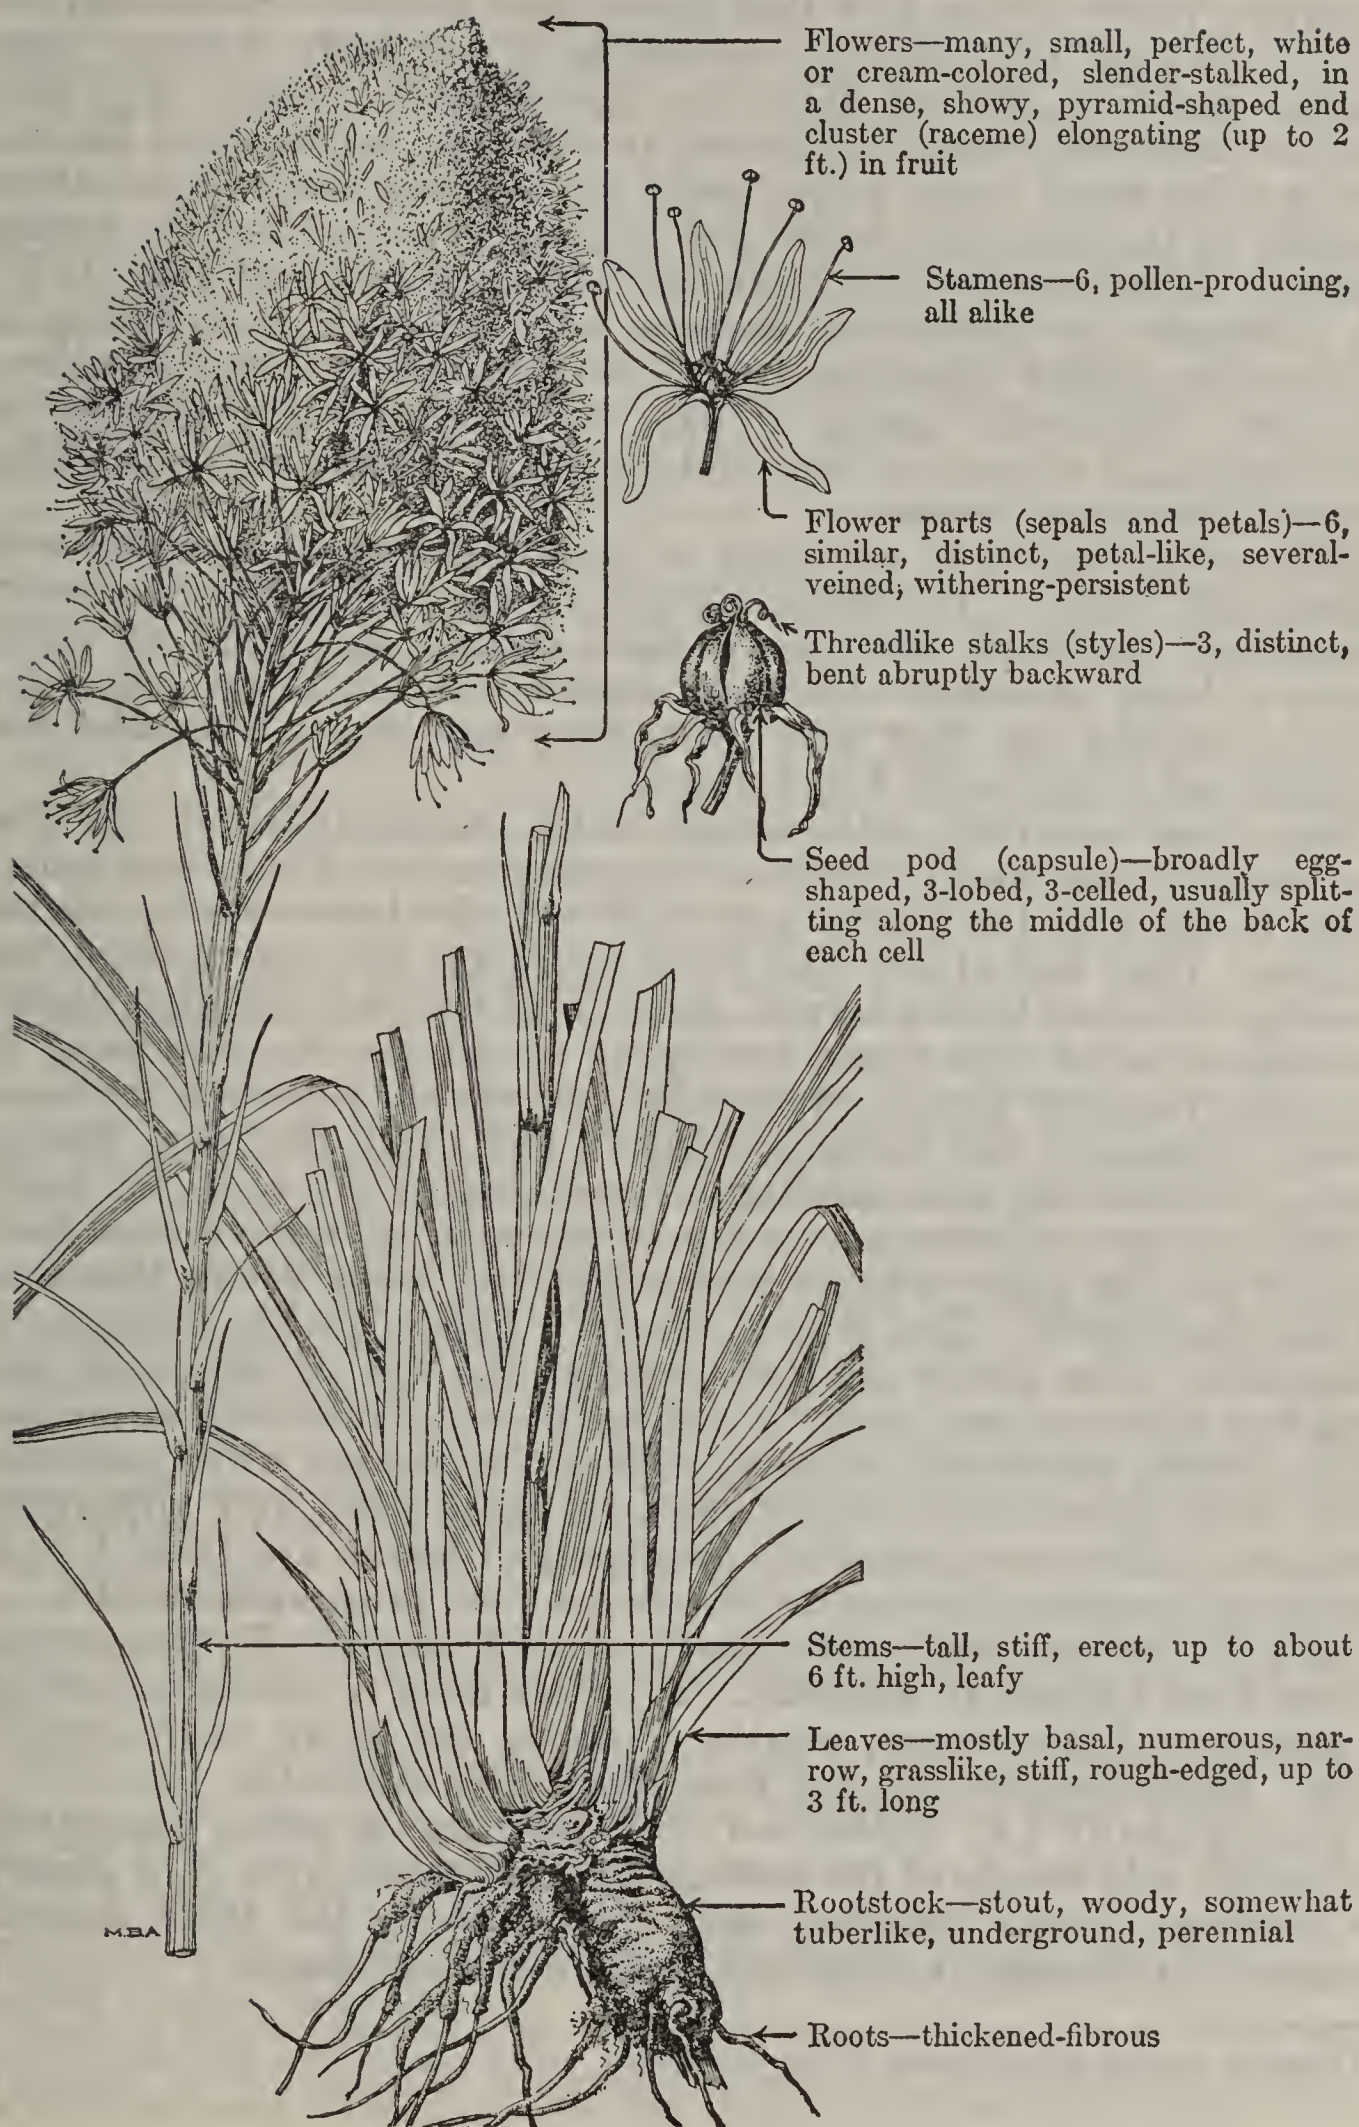 Flowers—many, small, perfect, white
or cream-colored, slender-stalked, in
a dense, showy, pyramid-shaped end
cluster (raceme) elongating (up to 2
ft.) in fruit
Stamens—6, pollen-producing,
all alike
Flower parts (sepals and petals)—6,
similar, distinct, petal-like, several-
veined; withering-persistent
Threadlike stalks (styles)—3, distinct,
bent abruptly backward
Seed pod (capsule)—broadly egg-
shaped, 3-lobed, 3-celled, usually split-
ting along the middle of the back of
each cell
Stems—tall, stiff, erect, up to about
6 ft. high, leafy
Leaves—mostly basal, numerous, nar-
row, grasslike, stiff, rough-edged, up to
3 ft. long
M.B.A
Rootstock—stout, woody, somewhat
tuberlike, underground, perennial
Roots—thickened-fibrous